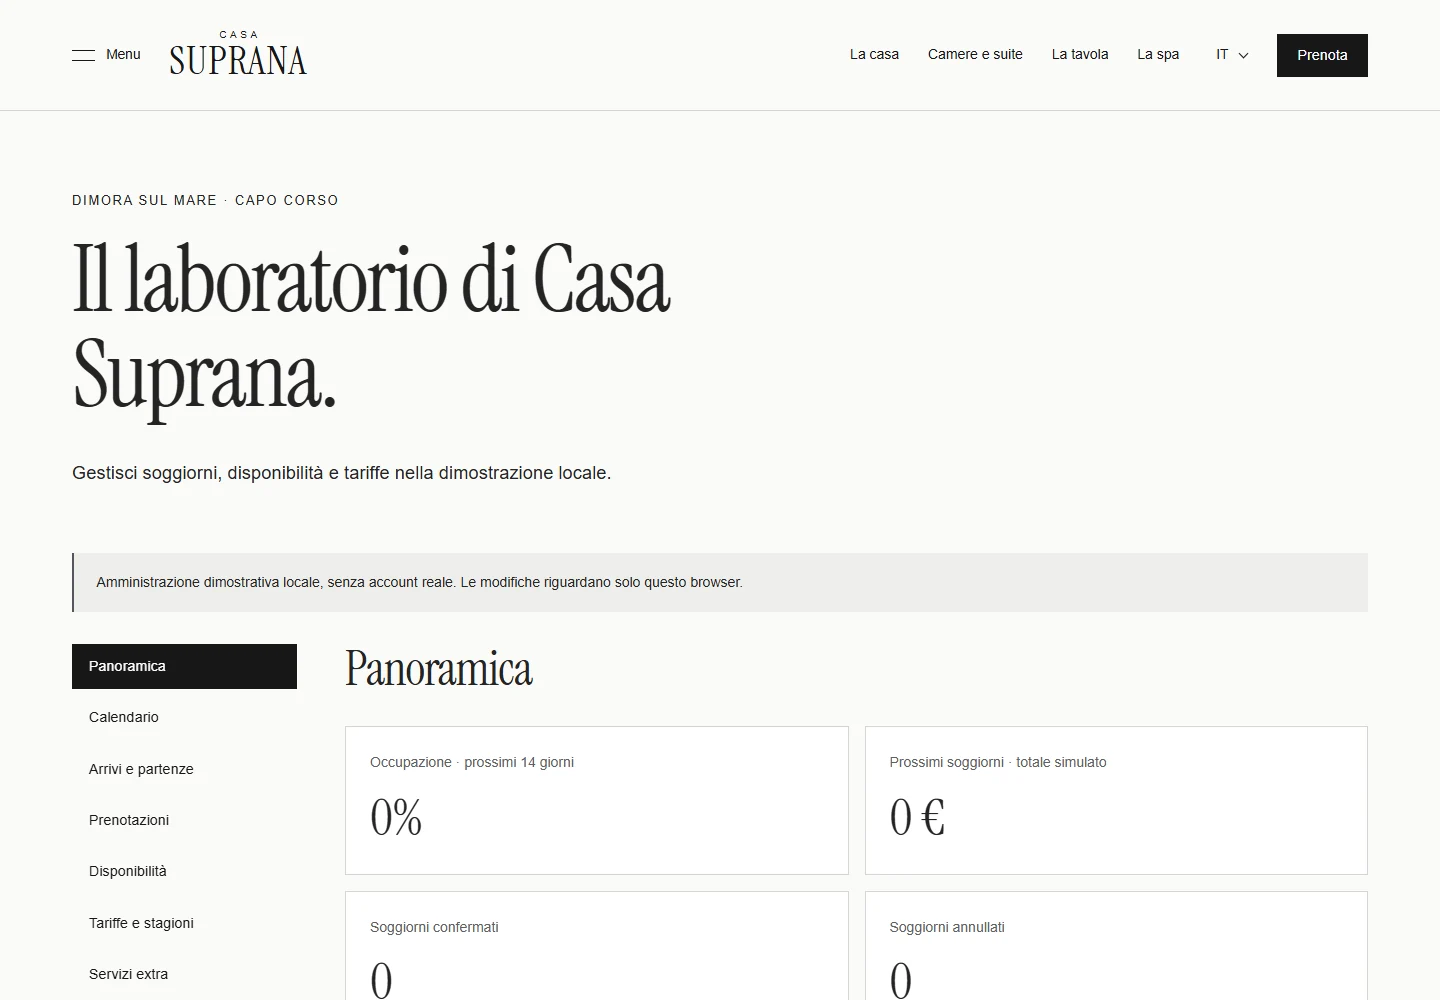 Menu
CASA
SUPRANA
La casa
Camere e suite
La tavola
La spa
IT
Prenota
DIMORA SUL MARE · CAPO CORSO
Il laboratorio di Casa
Suprana.
Gestisci soggiorni, disponibilità e tariffe nella dimostrazione locale.
Amministrazione dimostrativa locale, senza account reale. Le modifiche riguardano solo questo browser.
Panoramica
Calendario
Arrivi e partenze
Prenotazioni
Disponibilità
Tariffe e stagioni
Servizi extra
Panoramica
Occupazione · prossimi 14 giorni
0%
Prossimi soggiorni · totale simulato
0 €
Soggiorni confermati
0
Soggiorni annullati
0